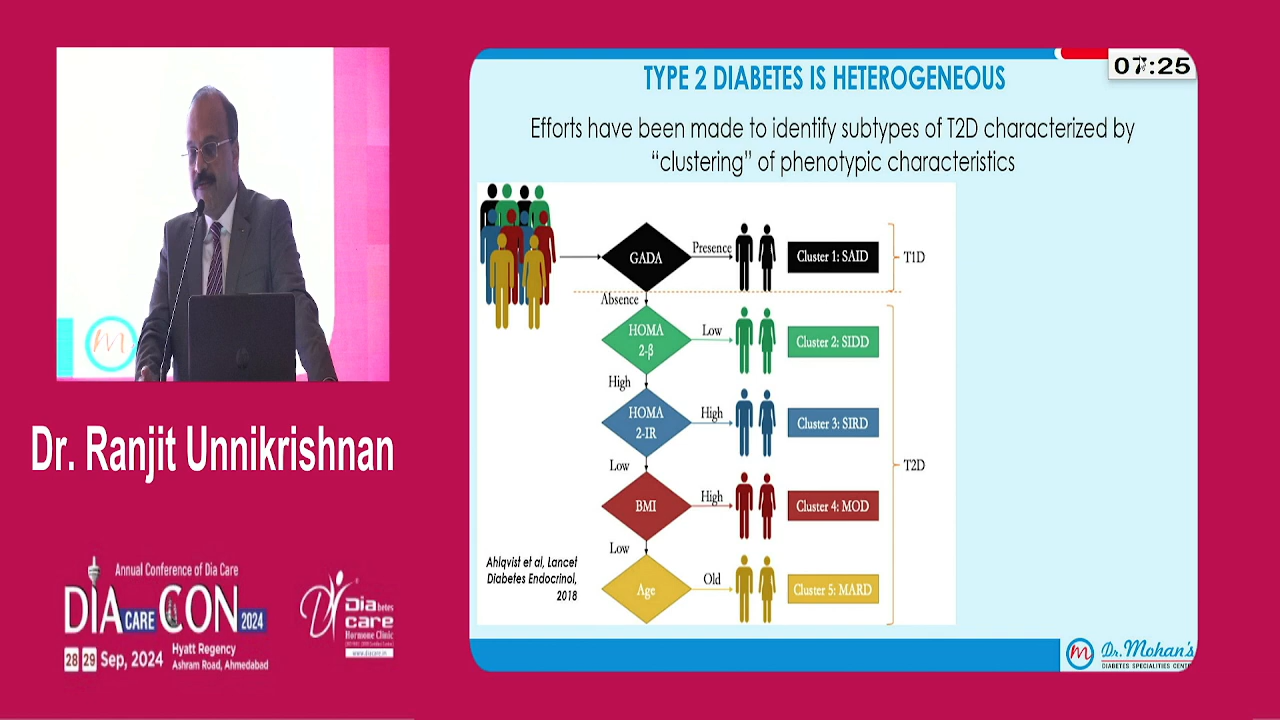 07:25
TYPE 2 DIABETES IS HETEROGENEOUS
Efforts have been made to identify subtypes of T2D characterized by
“clustering” of phenotypic characteristics
GADA
Presence
Cluster 1: SAID
T1D
Absence
HOMA
2-β
Low
Cluster 2: SIDD
High
HOMA
2-IR
High
Cluster 3: SIRD
Low
T2D
BMI
High
Cluster 4: MOD
Low
Age
Old
Cluster 5: MARD
Ahlqvist et al, Lancet
Diabetes Endocrinol,
2018
m
Dr.Mohan's
DIABETES SPECIALITIES CENT
m
Dr. Ranjit Unnikrishnan
Annual Conference of Dia Care
DIA CARE CON 2024
28 29 Sep, 2024
Hyatt Regency
Ashram Road, Ahmedabad
Diabetes
care
Hormone Clinic
www.diacare.in